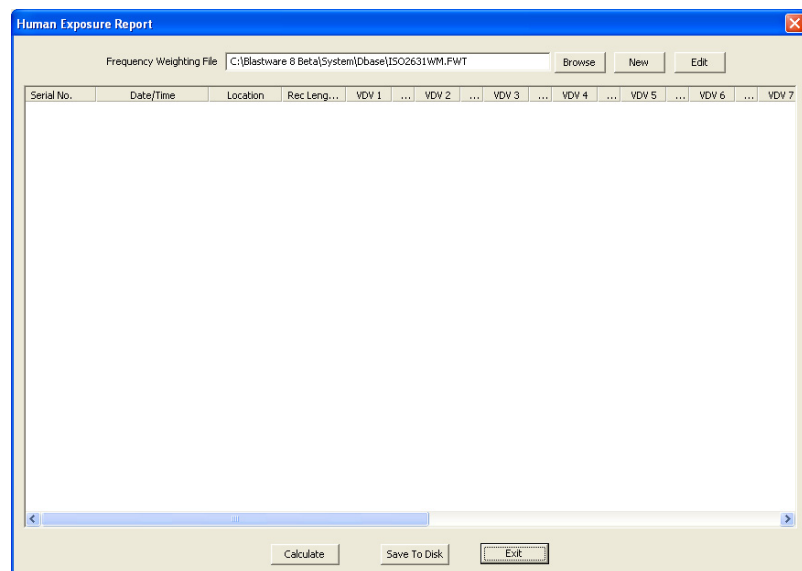 Human Exposure Report
Frequency Weighting File C:\Blastware 8 Beta\System\Dbase\ISO2631WM.FWT Browse New Edit
Serial No. Date/Time Location Rec Leng... VDV 1 ... VDV 2 ... VDV 3 ... VDV 4 ... VDV 5 ... VDV 6 ... VDV 7
Calculate Save To Disk Exit